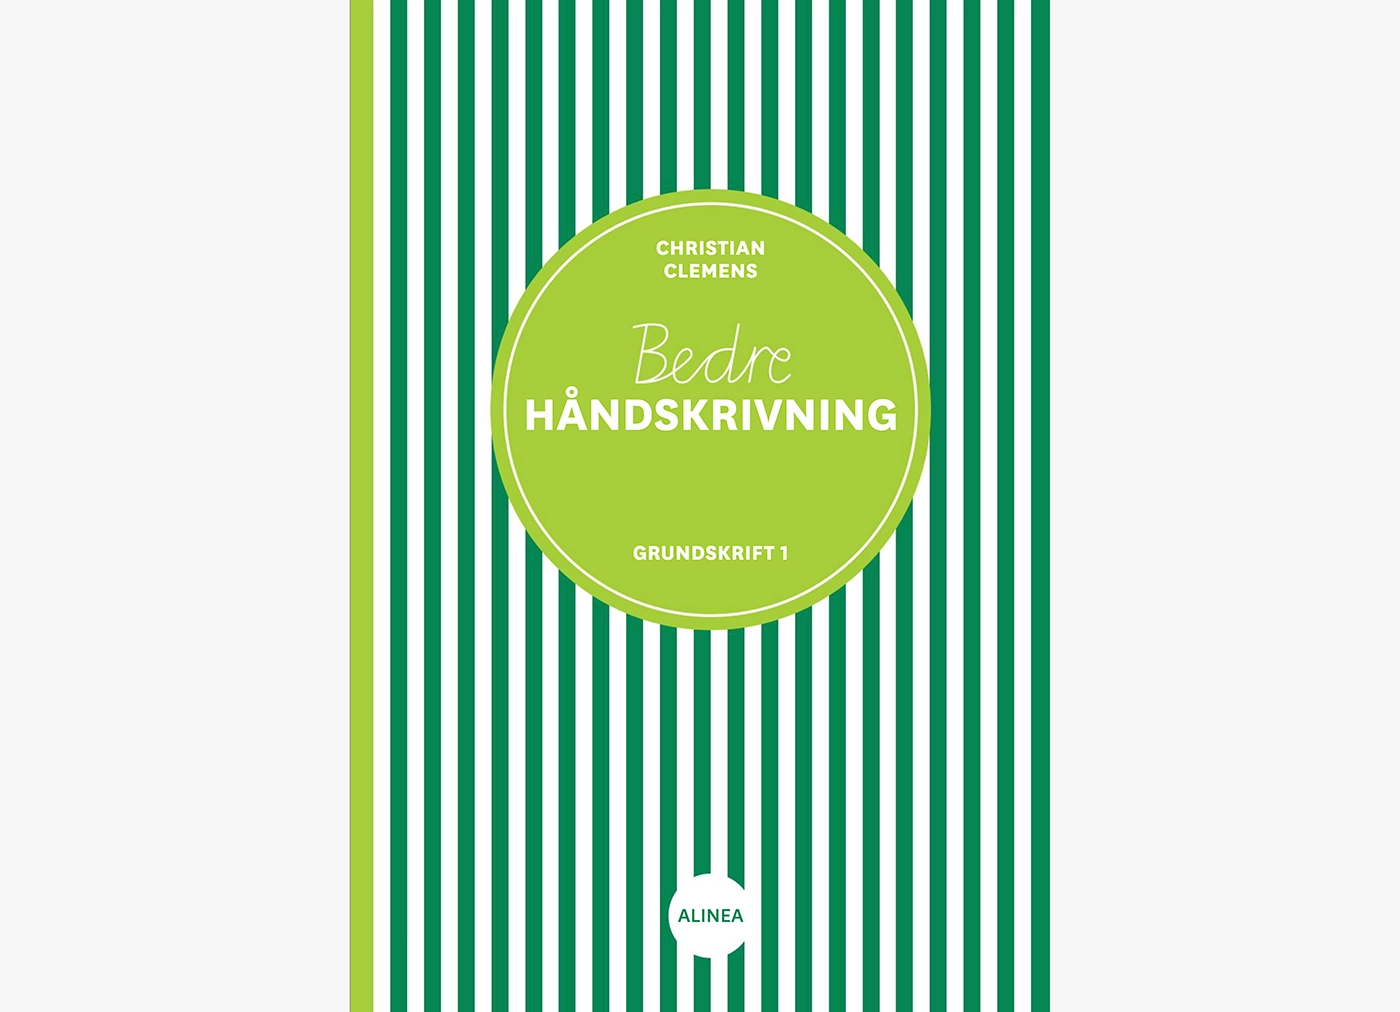 CHRISTIAN
CLEMENS
Bedre
HÅNDSKRIVNING
GRUNDSKRIFT 1
ALINEA